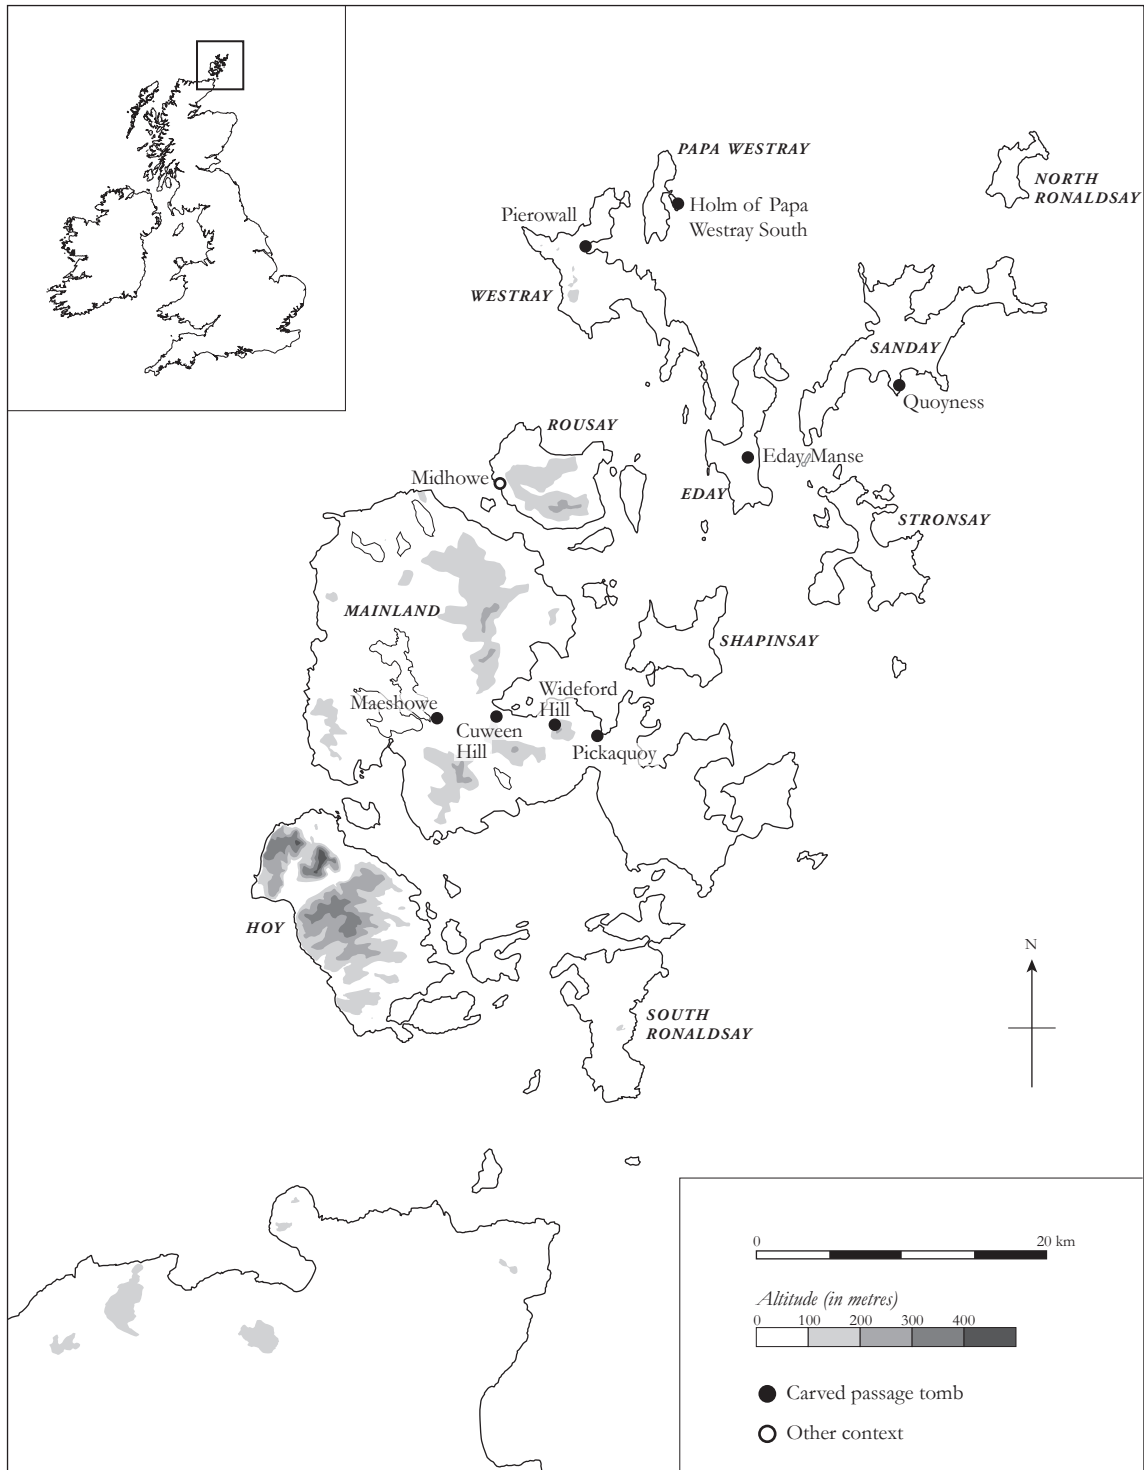 PAPA WESTRAY
NORTH
RONALDSAY
Holm of Papa
Westray South
Pierowall
WESTRAY
SANDAY
Quoyness
ROUSAY
Eday Manse
Midhowe
EDAY
STRONSAY
MAINLAND
SHAPINSAY
Wideford
Hill
Maeshowe
Cuween
Hill
Pickaquoy
HOY
N
SOUTH
RONALDSAY
0 20 km
Altitude (in metres)
0 100 200 300 400
Carved passage tomb
Other context